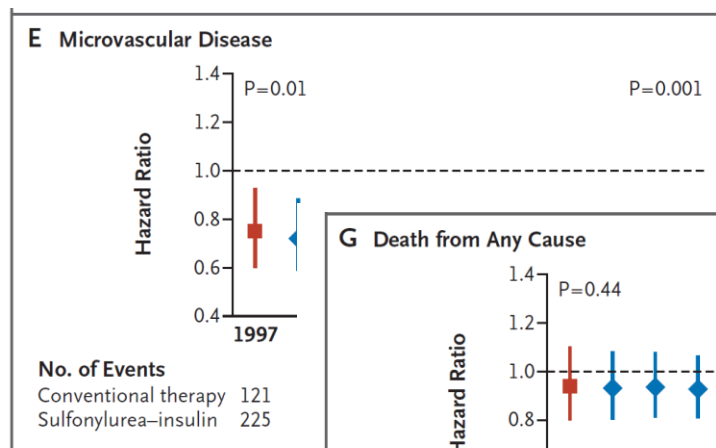 E Microvascular Disease
1.4
P=0.01
P=0.001
1.2
1.0
Hazard Ratio
0.8
0.6
0.4
1997
No. of Events
Conventional therapy 121
Sulfonylurea–insulin 225
G Death from Any Cause
1.4
P=0.44
1.2
1.0
Hazard Ratio
0.8